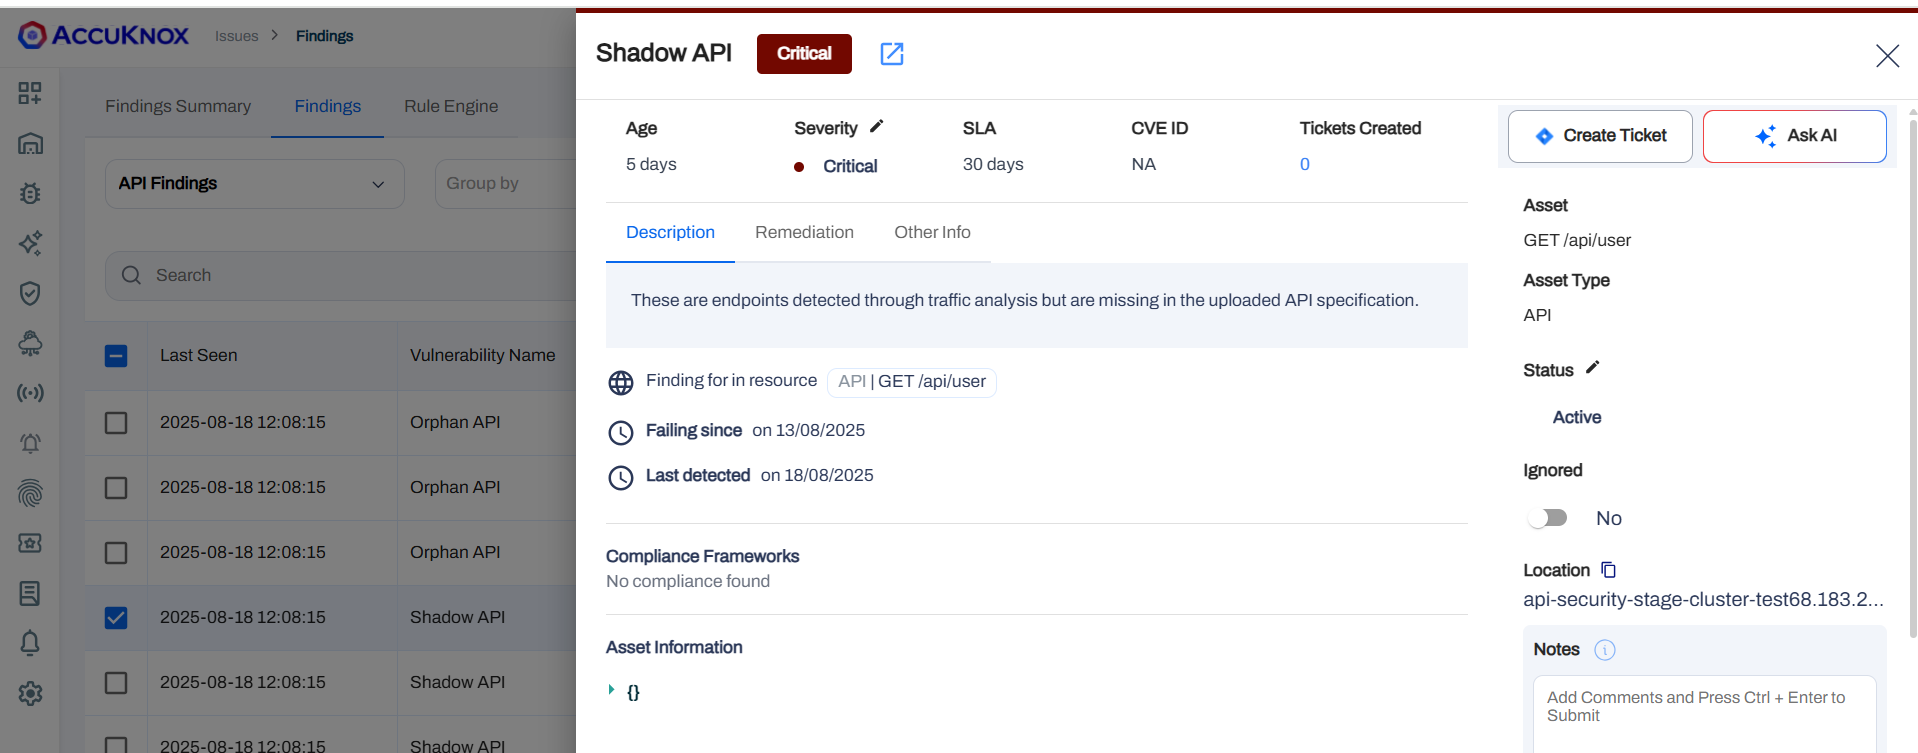 ACCUKNOX
Issues > Findings
Findings Summary
Findings
Rule Engine
API Findings
Group by
Search
Last Seen
Vulnerability Name
2025-08-18 12:08:15 Orphan API
2025-08-18 12:08:15 Orphan API
2025-08-18 12:08:15 Orphan API
2025-08-18 12:08:15 Shadow API
2025-08-18 12:08:15 Shadow API
2025-08-18 12:08:15 Shadow API
Shadow API
Critical
Age
5 days
Severity
Critical
SLA
30 days
CVE ID
NA
Tickets Created
0
Description
Remediation
Other Info
These are endpoints detected through traffic analysis but are missing in the uploaded API specification.
Finding for in resource API | GET /api/user
Failing since on 13/08/2025
Last detected on 18/08/2025
Compliance Frameworks
No compliance found
Asset Information
{}
Create Ticket
Ask AI
Asset
GET /api/user
Asset Type
API
Status
Active
Ignored
No
Location
api-security-stage-cluster-test68.183.2...
Notes
Add Comments and Press Ctrl + Enter to
Submit